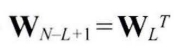 𝐖_{N–L+1} = 𝐖_L^T